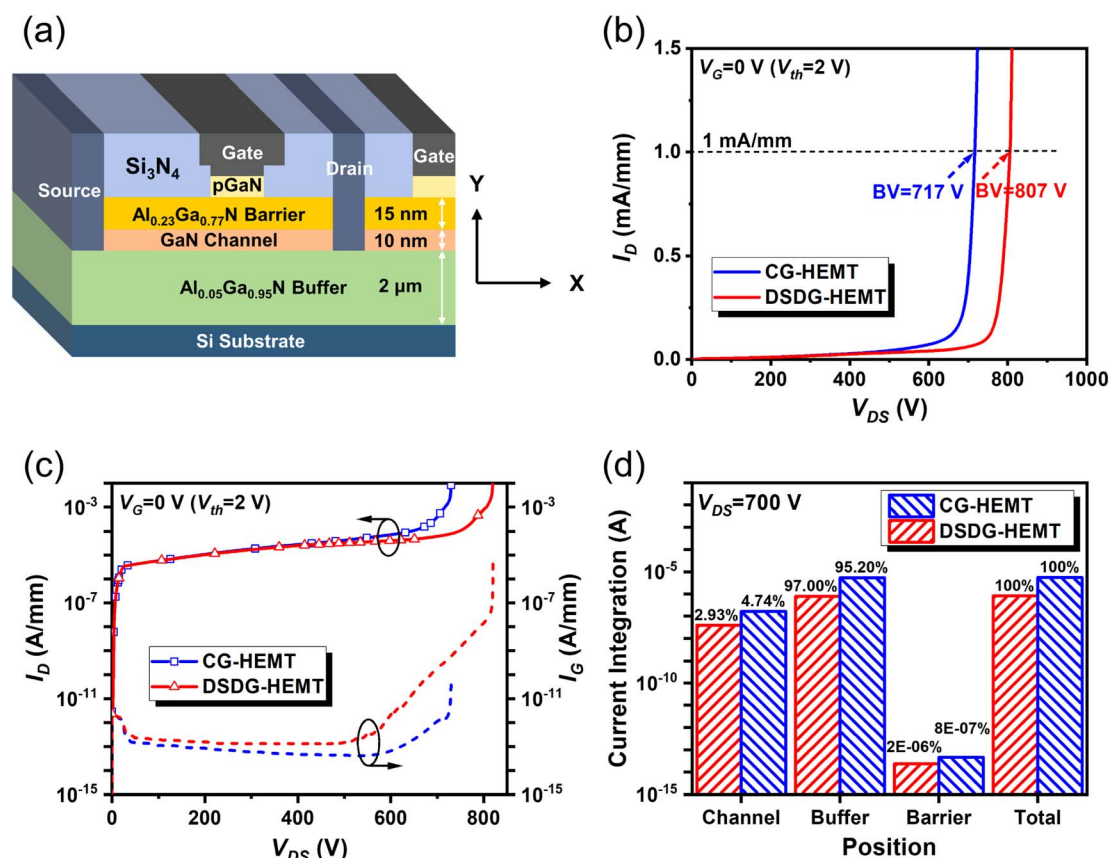 (a)
Si3N4
Gate
Drain
Gate
Source
pGaN
Y
Al0.23Ga0.77N Barrier
15 nm
GaN Channel
10 nm
X
Al0.05Ga0.95N Buffer
2 µm
Si Substrate
(b)
1.5
VG=0 V (Vth=2 V)
1 mA/mm
1.0
BV=717 V
BV=807 V
ID (mA/mm)
0.5
CG-HEMT
DSDG-HEMT
0.0
0 200 400 600 800 1000
VDS (V)
(c)
VG=0 V (Vth=2 V)
10-3
10-3
10-7
10-7
ID (A/mm)
IG (A/mm)
CG-HEMT
DSDG-HEMT
10-11
10-11
10-15
10-15
0 200 400 600 800
VDS (V)
(d)
VDS=700 V
CG-HEMT
DSDG-HEMT
Current Integration (A)
10-5
2.93%
4.74%
97.00%
95.20%
100%
100%
10-10
2E-06%
8E-07%
10-15
Channel Buffer Barrier Total
Position